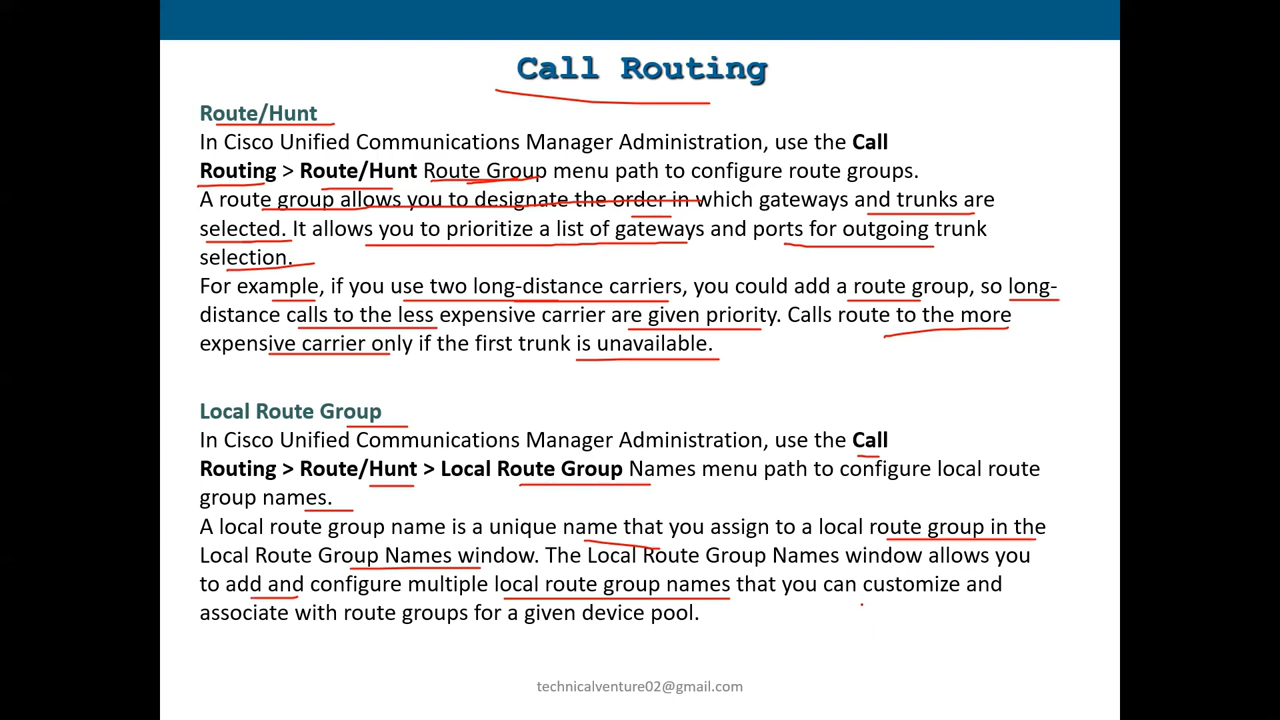 Call Routing
Route/Hunt
In Cisco Unified Communications Manager Administration, use the Call
Routing > Route/Hunt Route Group menu path to configure route groups.
A route group allows you to designate the order in which gateways and trunks are
selected. It allows you to prioritize a list of gateways and ports for outgoing trunk
selection.
For example, if you use two long-distance carriers, you could add a route group, so long-
distance calls to the less expensive carrier are given priority. Calls route to the more
expensive carrier only if the first trunk is unavailable.
Local Route Group
In Cisco Unified Communications Manager Administration, use the Call
Routing > Route/Hunt > Local Route Group Names menu path to configure local route
group names.
A local route group name is a unique name that you assign to a local route group in the
Local Route Group Names window. The Local Route Group Names window allows you
to add and configure multiple local route group names that you can customize and
associate with route groups for a given device pool.
technicalventure02@gmail.com